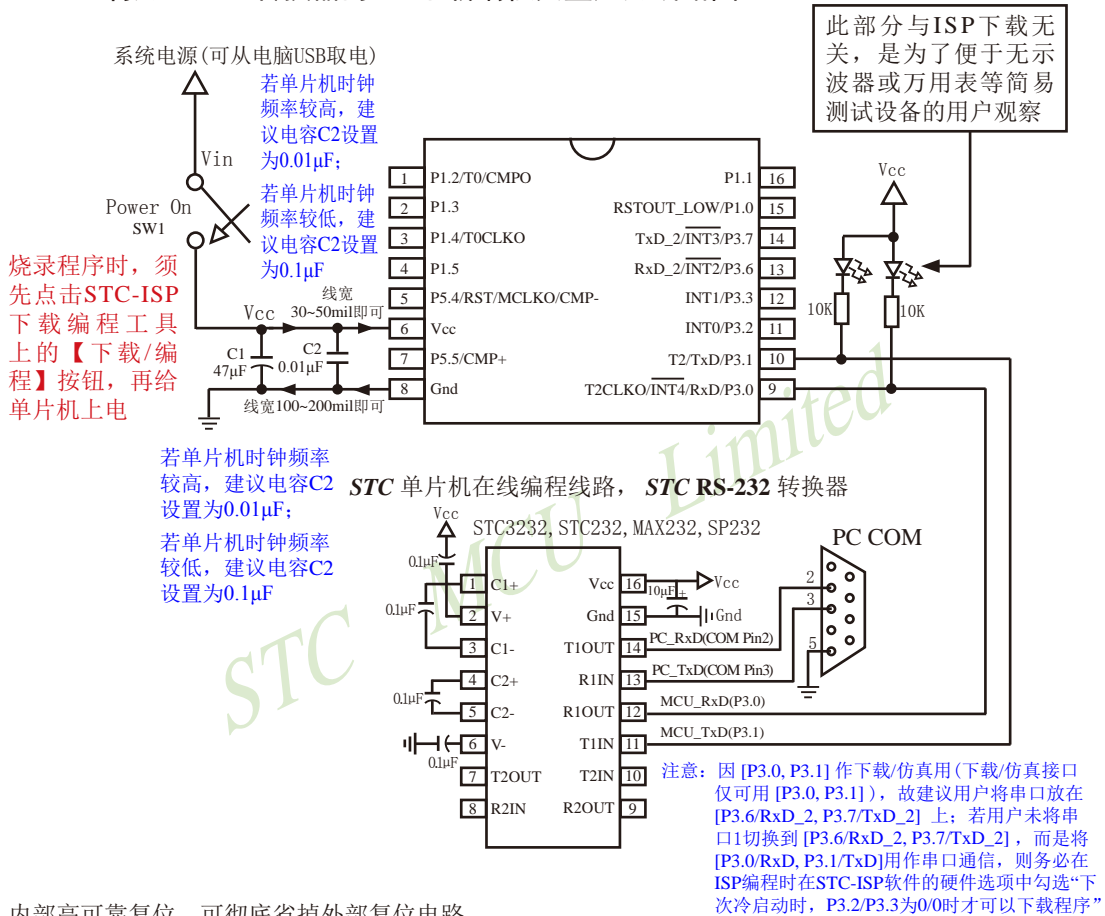 此部分与ISP下载无
关，是为了便于无示
波器或万用表等简易
测试设备的用户观察
系统电源(可从电脑USB取电)
若单片机时钟
频率较高，建
议电容C2设置
为0.01μF；
若单片机时钟
频率较低，建
议电容C2设置
为0.1μF
Vin
Power On
SW1
烧录程序时，须
先点击STC-ISP
下载编程工具
上的【下载/编
程】按钮，再给
单片机上电
Vcc
线宽
30~50mil即可
C1
47μF
C2
0.01μF
线宽100~200mil即可
1 P1.2/T0/CMPO
2 P1.3
3 P1.4/T0CLKO
4 P1.5
5 P5.4/RST/MCLKO/CMP-
6 Vcc
7 P5.5/CMP+
8 Gnd
P1.1 16
RSTOUT_LOW/P1.0 15
TxD_2/INT3/P3.7 14
RxD_2/INT2/P3.6 13
INT1/P3.3 12
INT0/P3.2 11
T2/TxD/P3.1 10
T2CLKO/INT4/RxD/P3.0 9
Vcc
10K
10K
若单片机时钟频率
较高，建议电容C2
设置为0.01μF；
若单片机时钟频率
较低，建议电容C2
设置为0.1μF
STC 单片机在线编程线路， STC RS-232 转换器
STC3232,STC232,MAX232,SP232
Vcc
0.1μF
0.1μF
0.1μF
0.1μF
1 C1+
2 V+
3 C1-
4 C2+
5 C2-
6 V-
7 T2OUT
8 R2IN
Vcc 16
Gnd 15
T1OUT 14
R1IN 13
R1OUT 12
T1IN 11
T2IN 10
R2OUT 9
10μF +
Vcc
Gnd
PC_RxD(COM Pin2)
PC_TxD(COM Pin3)
MCU_RxD(P3.0)
MCU_TxD(P3.1)
PC COM
2
3
5
注意：因 [P3.0, P3.1] 作下载/仿真用(下载/仿真接口
仅可用 [P3.0, P3.1] )，故建议用户将串口放在
[P3.6/RxD_2, P3.7/TxD_2] 上；若用户未将串
口1切换到 [P3.6/RxD_2, P3.7/TxD_2] ，而是将
[P3.0/RxD, P3.1/TxD]用作串口通信，则务必在
ISP编程时在STC-ISP软件的硬件选项中勾选“下
次冷启动时，P3.2/P3.3为0/0时才可以下载程序”
STC MCU Limited
内部高可靠复位，可彻底省掉外部复位电路